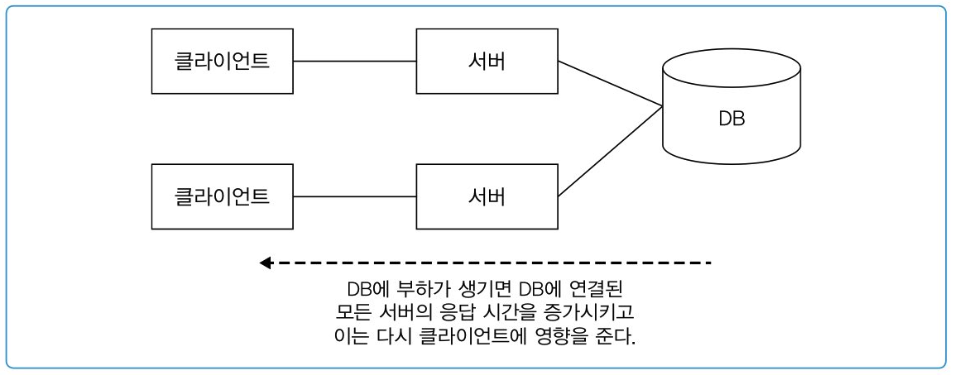 클라이언트
서버
DB
클라이언트
서버
DB에 부하가 생기면 DB에 연결된
모든 서버의 응답 시간을 증가시키고
이는 다시 클라이언트에 영향을 준다.